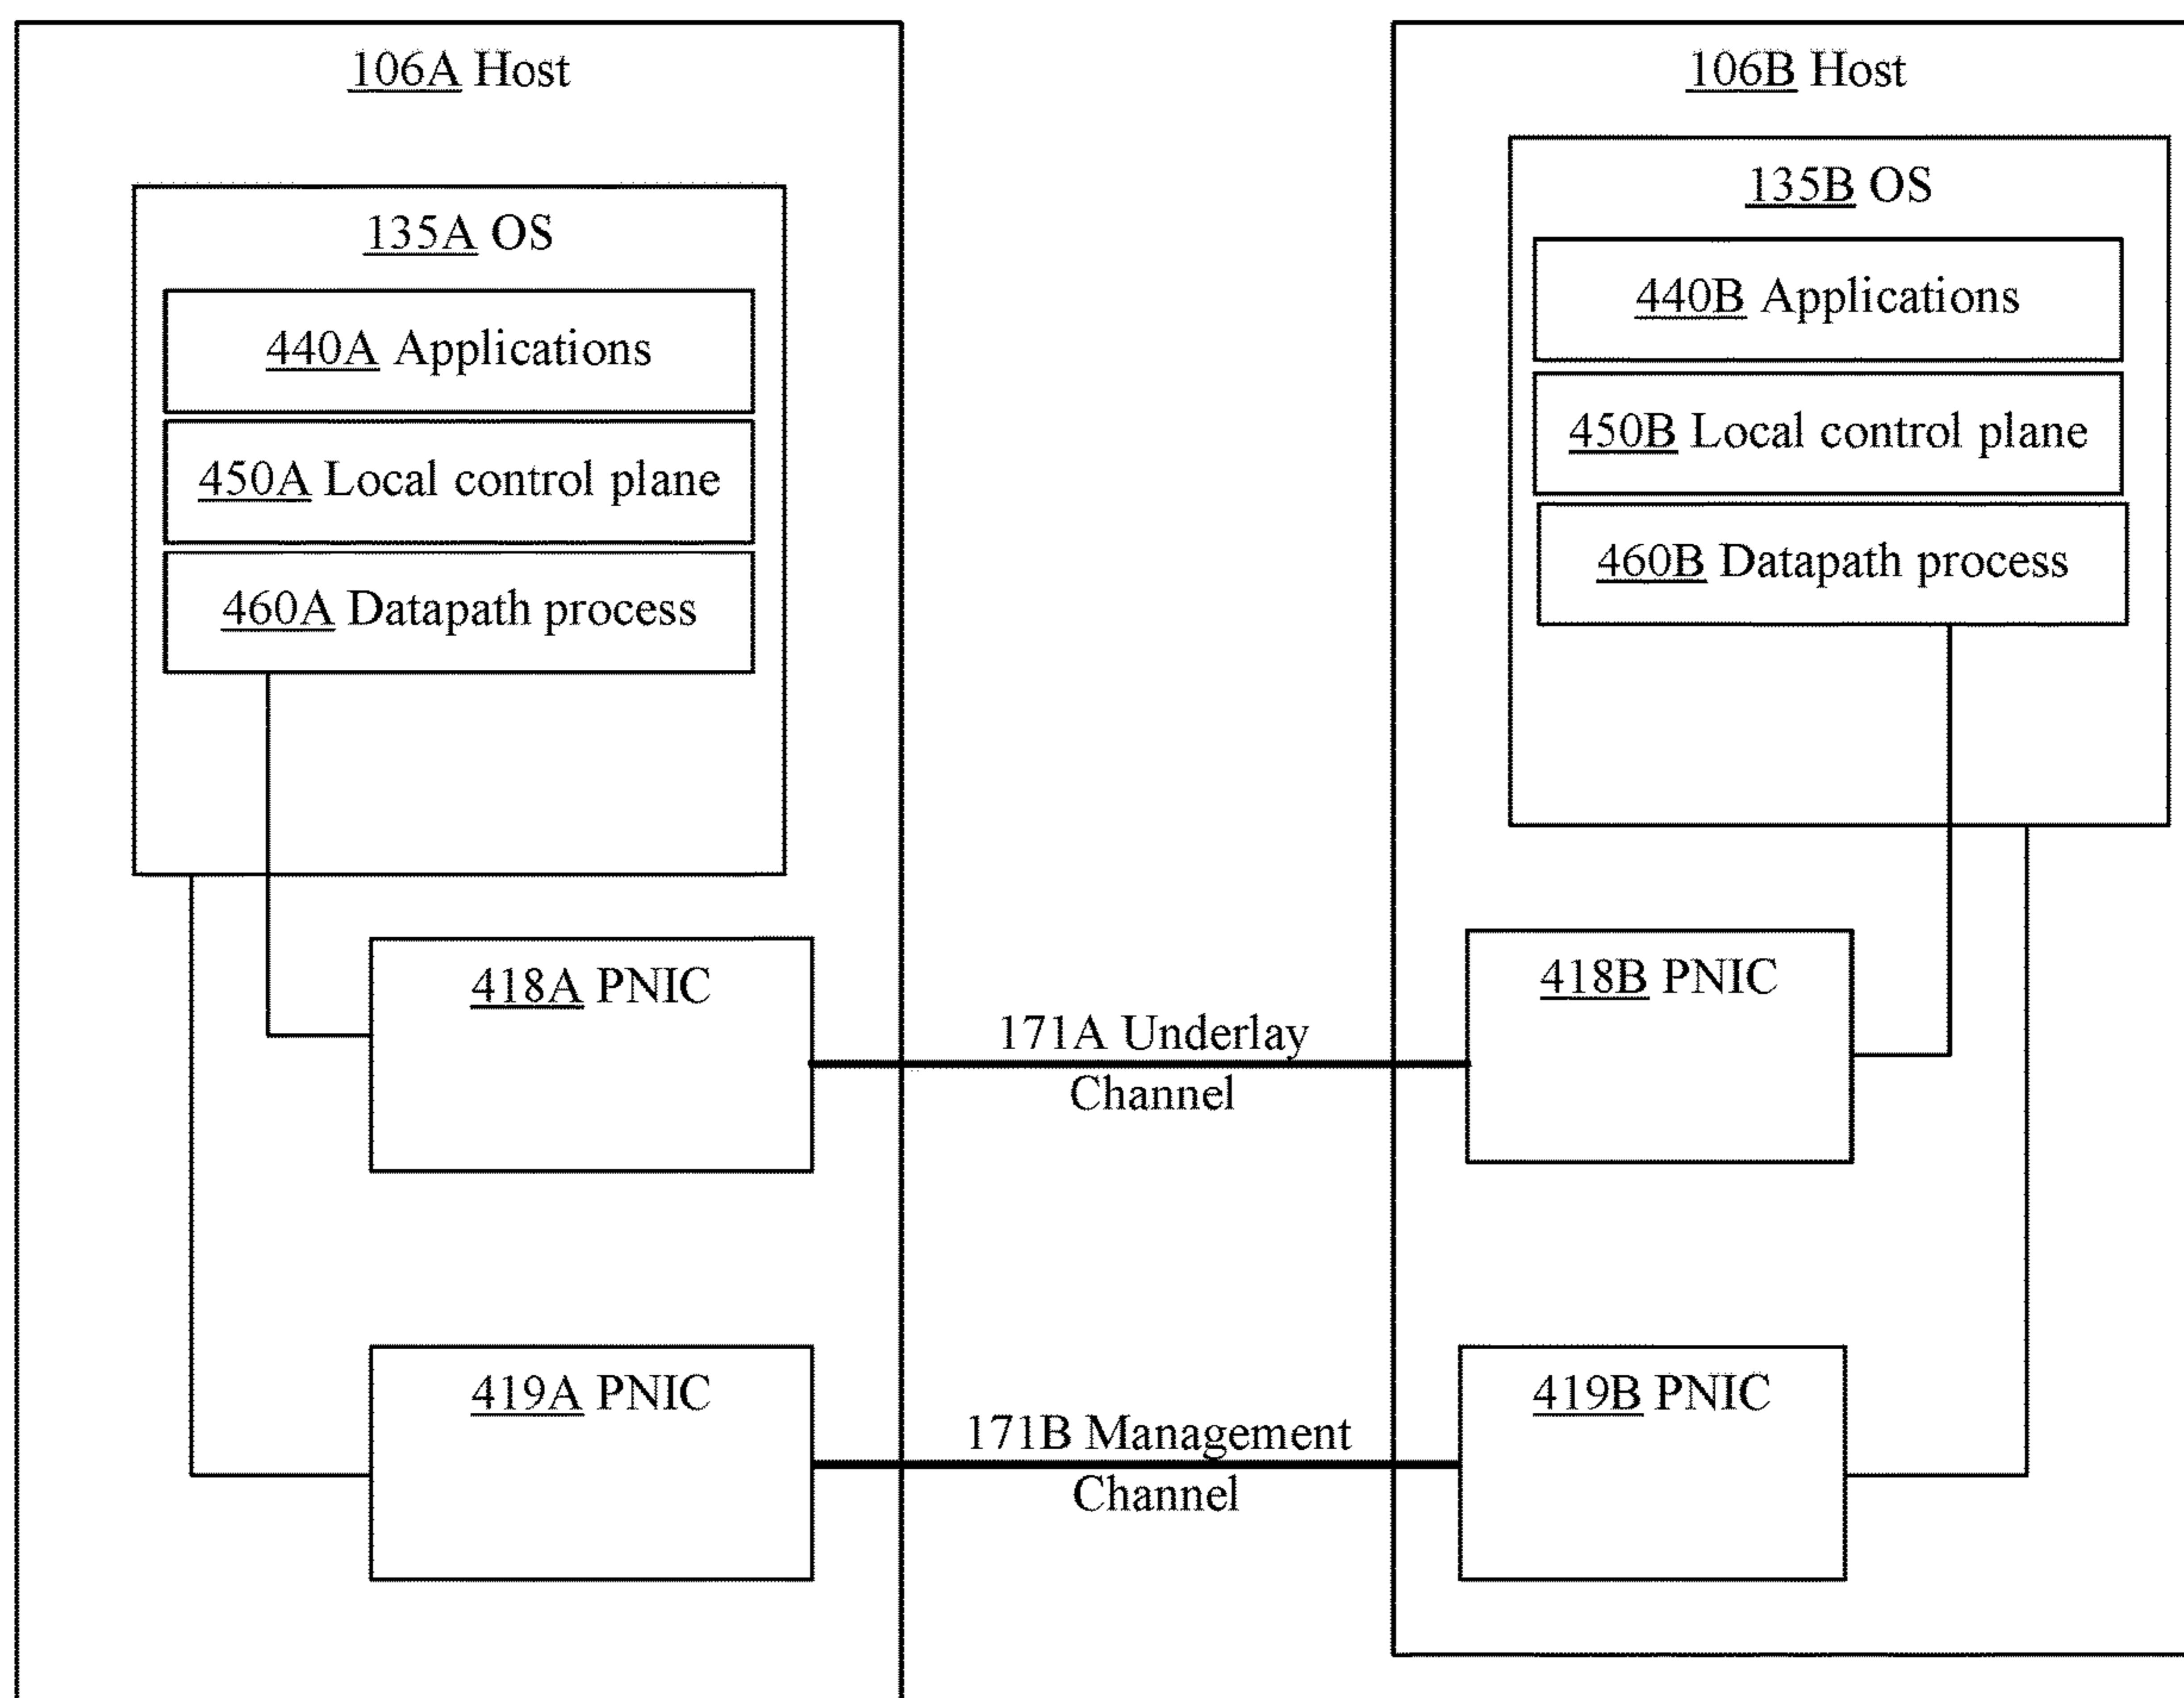 106A Host
135A OS
440A Applications
450A Local control plane
460A Datapath process
418A PNIC
419A PNIC
171A Underlay
Channel
171B Management
Channel
106B Host
135B OS
440B Applications
450B Local control plane
460B Datapath process
418B PNIC
419B PNIC